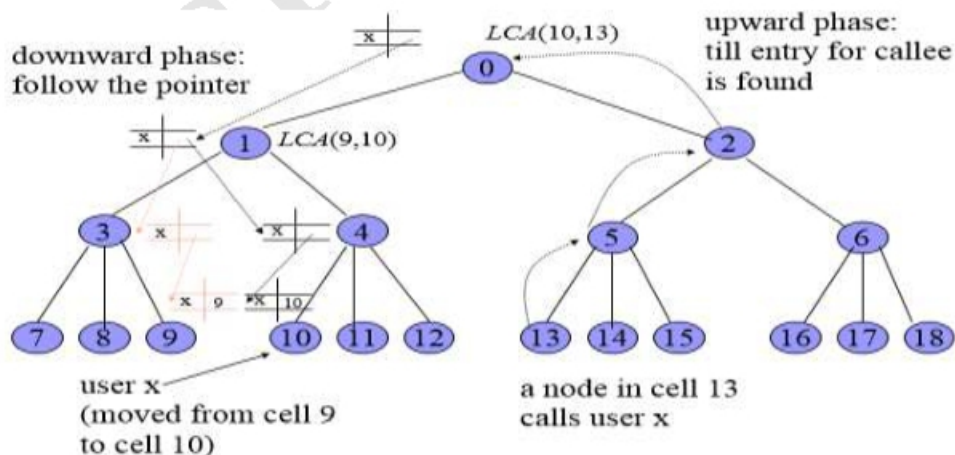 downward phase:
follow the pointer
x
LCA(10,13)
upward phase:
till entry for callee
is found
0
x
1
LCA(9,10)
2
3
x
x
4
5
6
x 9
x 10
7
8
9
10
11
12
13
14
15
16
17
18
user x
(moved from cell 9
to cell 10)
a node in cell 13
calls user x